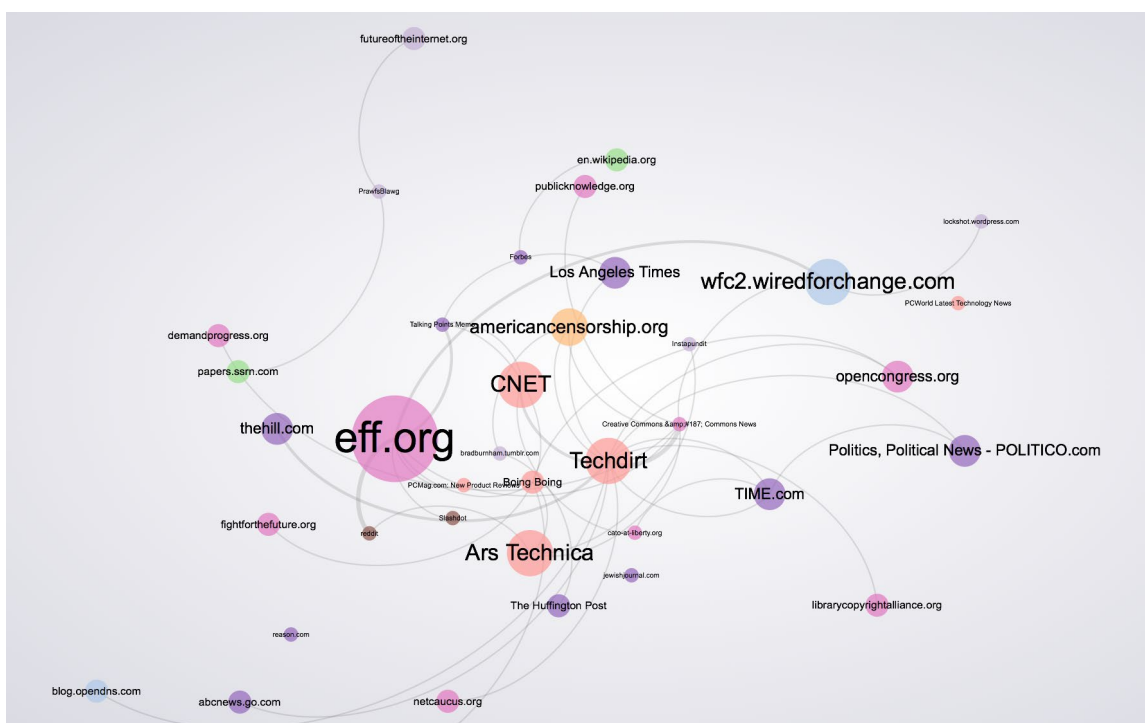 futureoftheinternet.org
en.wikipedia.org
publicknowledge.org
PrawfsBlawg
lockshot.wordpress.com
Forbes
Los Angeles Times
wfc2.wiredforchange.com
PCWorld Latest Technology News
Talking Points Memo
americancensorship.org
demandprogress.org
Instapundit
papers.ssrn.com
CNET
opencongress.org
thehill.com
eff.org
Creative Commons &amp;#187; Commons News
bradburnham.tumblr.com
Techdirt
Politics, Political News - POLITICO.com
PCMag.com: New Product Reviews
Boing Boing
TIME.com
fightforthefuture.org
Slashdot
reddit
cato-at-liberty.org
Ars Technica
jewishjournal.com
The Huffington Post
librarycopyrightalliance.org
reason.com
blog.opendns.com
abcnews.go.com
netcaucus.org